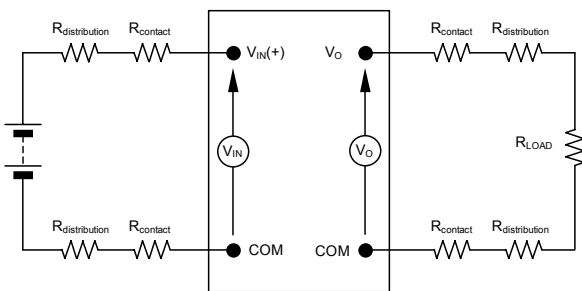 Rdistribution Rcontact
VIN(+) VO
Rcontact Rdistribution
VIN
VO
RLOAD
Rdistribution Rcontact
COM COM
Rcontact Rdistribution